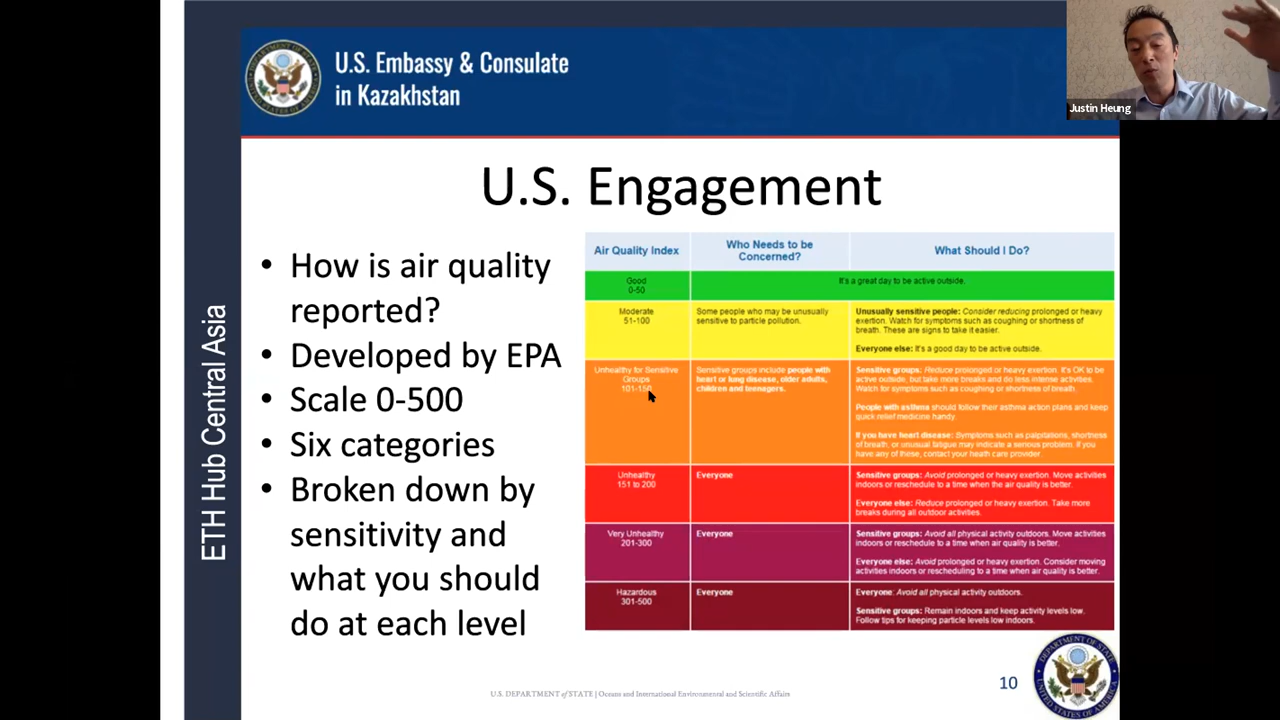 U.S. Embassy & Consulate
in Kazakhstan
Justin Heung
ETH Hub Central Asia
U.S. Engagement
• How is air quality
reported?
• Developed by EPA
• Scale 0-500
• Six categories
• Broken down by
sensitivity and
what you should
do at each level
Air Quality Index
Who Needs to be
Concerned?
What Should I Do?
Good
0-50
It's a great day to be active outside.
Moderate
51-100
Some people who may be unusually
sensitive to particle pollution.
Unusually sensitive people: Consider reducing prolonged or heavy
exertion. Watch for symptoms such as coughing or shortness of
breath. These are signs to take it easier.
Everyone else: It's a good day to be active outside.
Unhealthy for Sensitive
Groups
101-150
Sensitive groups include people with
heart or lung disease, older adults,
children and teenagers.
Sensitive groups: Reduce prolonged or heavy exertion. It's OK to be
active outside, but take more breaks and do less intense activities.
Watch for symptoms such as coughing or shortness of breath.
People with asthma should follow their asthma action plans and keep
quick relief medicine handy.
If you have heart disease: Symptoms such as palpitations, shortness
of breath, or unusual fatigue may indicate a serious problem. If you
have any of these, contact your heath care provider.
Unhealthy
151 to 200
Everyone
Sensitive groups: Avoid prolonged or heavy exertion. Move activities
indoors or reschedule to a time when the air quality is better.
Everyone else: Reduce prolonged or heavy exertion. Take more
breaks during all outdoor activities.
Very Unhealthy
201-300
Everyone
Sensitive groups: Avoid all physical activity outdoors. Move activities
indoors or reschedule to a time when air quality is better.
Everyone else: Avoid prolonged or heavy exertion. Consider moving
activities indoors or rescheduling to a time when air quality is better.
Hazardous
301-500
Everyone
Everyone: Avoid all physical activity outdoors.
Sensitive groups: Remain indoors and keep activity levels low.
Follow tips for keeping particle levels low indoors.
U.S. DEPARTMENT of STATE | Oceans and International Environmental and Scientific Affairs
10
DEPARTMENT OF STATE
UNITED STATES OF AMERICA